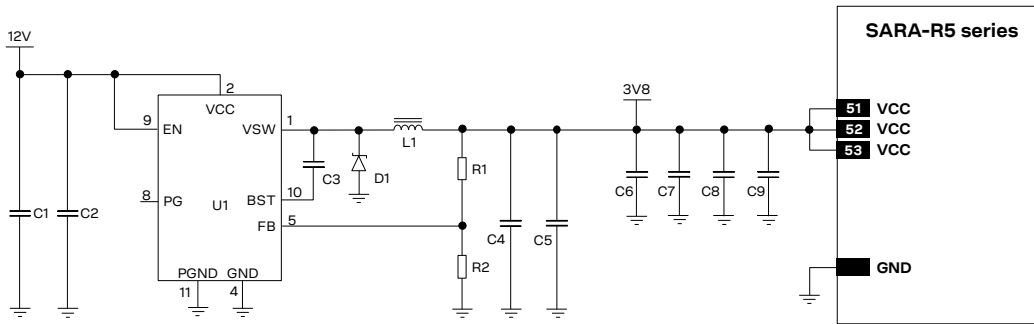 SARA-R5 series
12V
2
VCC
9
EN
VSW
1
L1
3V8
51
VCC
52
VCC
53
VCC
C3
D1
R1
C6
C7
C8
C9
8
PG
U1
BST
10
C1
C2
FB
5
C4
C5
R2
PGND
GND
11
4
GND